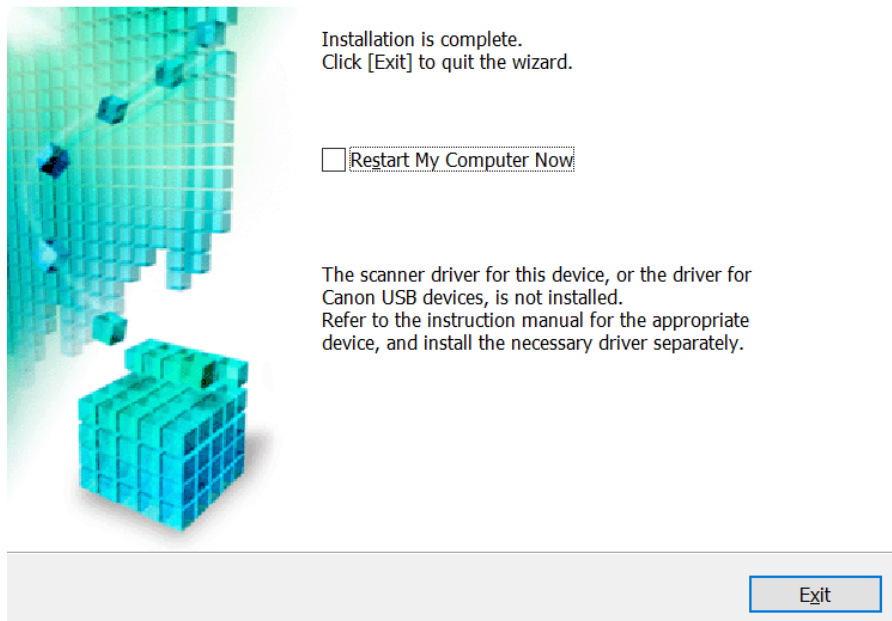 Installation is complete.
Click [Exit] to quit the wizard.
Restart My Computer Now
The scanner driver for this device, or the driver for
Canon USB devices, is not installed.
Refer to the instruction manual for the appropriate
device, and install the necessary driver separately.
Exit